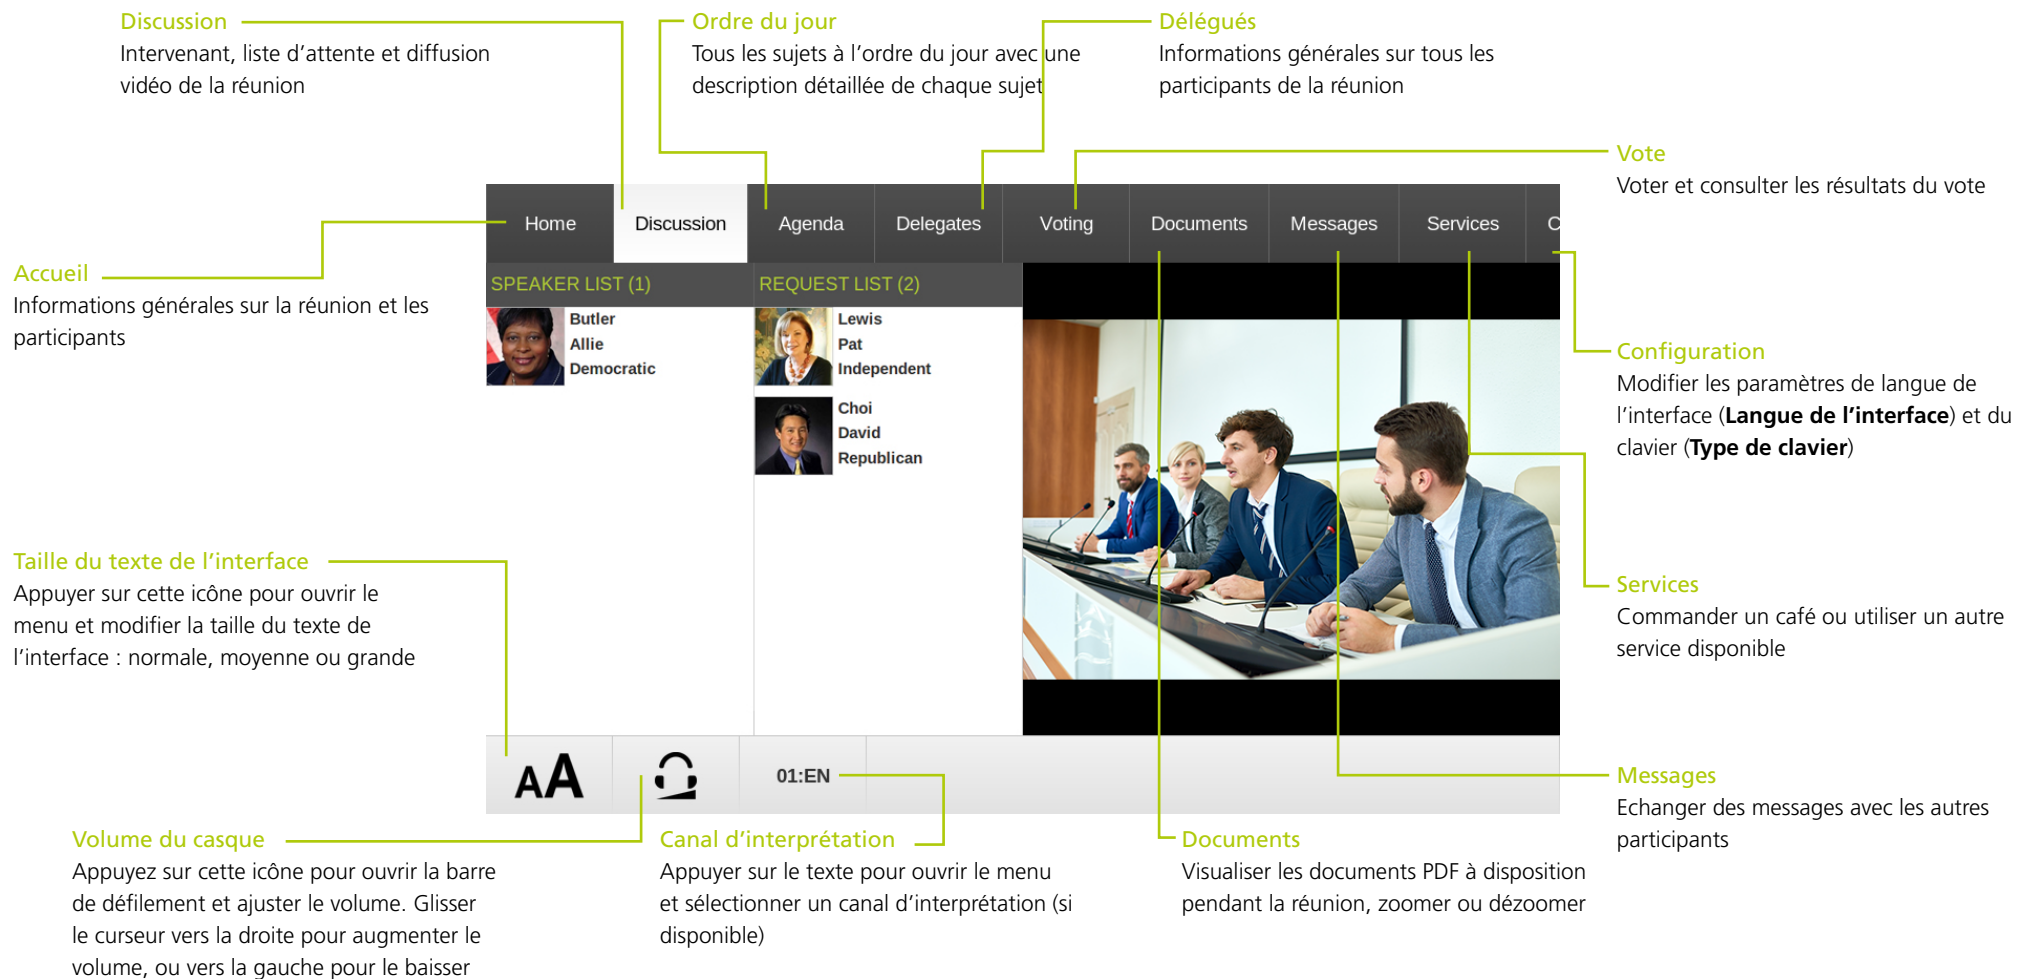 Discussion
Intervenant, liste d’attente et diffusion
vidéo de la réunion
Ordre du jour
Tous les sujets à l’ordre du jour avec une
description détaillée de chaque sujet
Délégués
Informations générales sur tous les
participants de la réunion
Vote
Voter et consulter les résultats du vote
Accueil
Informations générales sur la réunion et les
participants
Home
Discussion
Agenda
Delegates
Voting
Documents
Messages
Services
C
SPEAKER LIST (1)
Butler
Allie
Democratic
REQUEST LIST (2)
Lewis
Pat
Independent
Choi
David
Republican
Configuration
Modifier les paramètres de langue de
l’interface (Langue de l’interface) et du
clavier (Type de clavier)
Taille du texte de l’interface
Appuyer sur cette icône pour ouvrir le
menu et modifier la taille du texte de
l’interface : normale, moyenne ou grande
Services
Commander un café ou utiliser un autre
service disponible
AA
01:EN
Messages
Echanger des messages avec les autres
participants
Volume du casque
Appuyez sur cette icône pour ouvrir la barre
de défilement et ajuster le volume. Glisser
le curseur vers la droite pour augmenter le
volume, ou vers la gauche pour le baisser
Canal d’interprétation
Appuyer sur le texte pour ouvrir le menu
et sélectionner un canal d’interprétation (si
disponible)
Documents
Visualiser les documents PDF à disposition
pendant la réunion, zoomer ou dézoomer